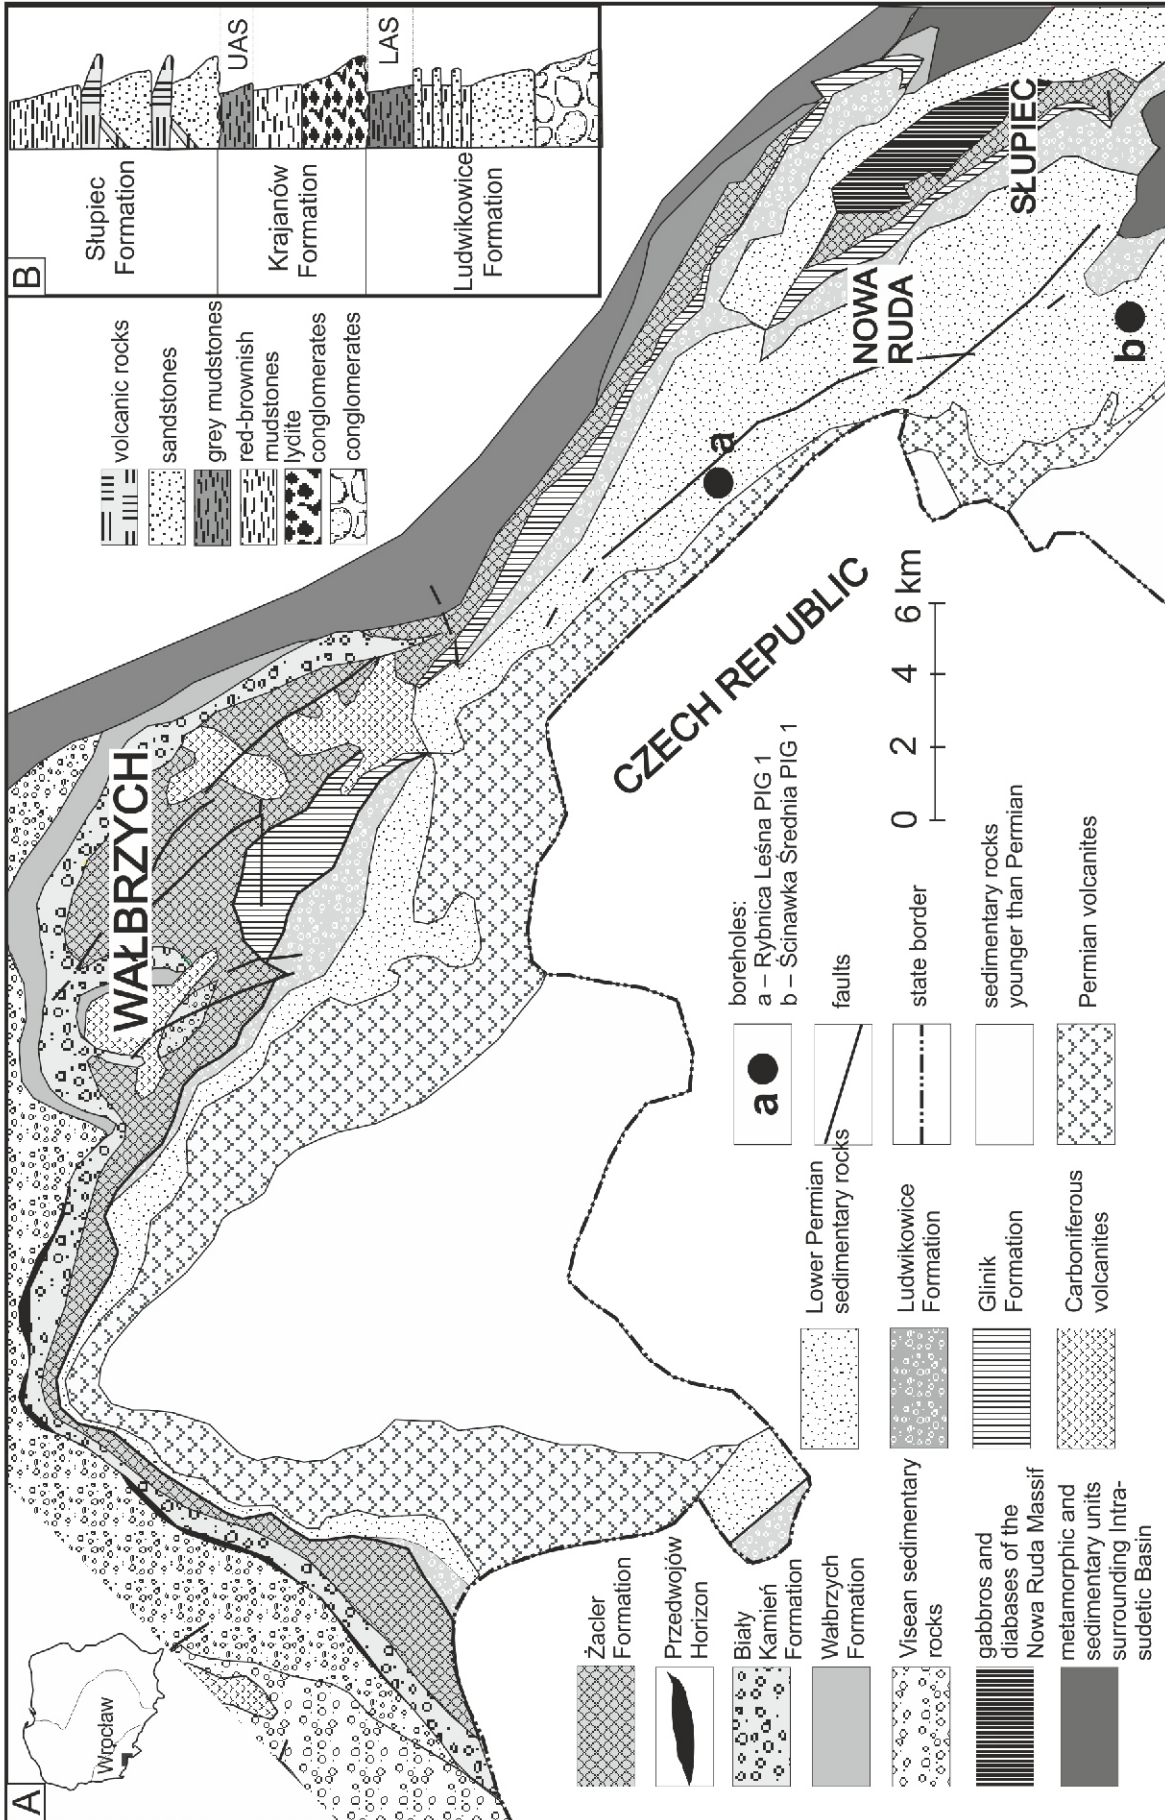 A
Wrocław
WAŁBRZYCH
CZECH REPUBLIC
NOWA
RUDA
SŁUPIEC
a
b
0 2 4 6 km
B
Słupiec
Formation
Krajanów
Formation
Ludwikowice
Formation
UAS
LAS
volcanic rocks
sandstones
grey mudstones
red-brownish
mudstones
lydite
conglomerates
conglomerates
Żacler
Formation
Przedwojów
Horizon
Biały
Kamień
Formation
Wałbrzych
Formation
Visean sedimentary
rocks
gabbros and
diabases of the
Nowa Ruda Massif
metamorphic and
sedimentary units
surrounding Intra-
sudetic Basin
Lower Permian
sedimentary rocks
Ludwikowice
Formation
Glinik
Formation
Carboniferous
volcanites
a
boreholes:
a – Rybnica Leśna PIG 1
b – Ścinawka Średnia PIG 1
faults
state border
sedimentary rocks
younger than Permian
Permian volcanites